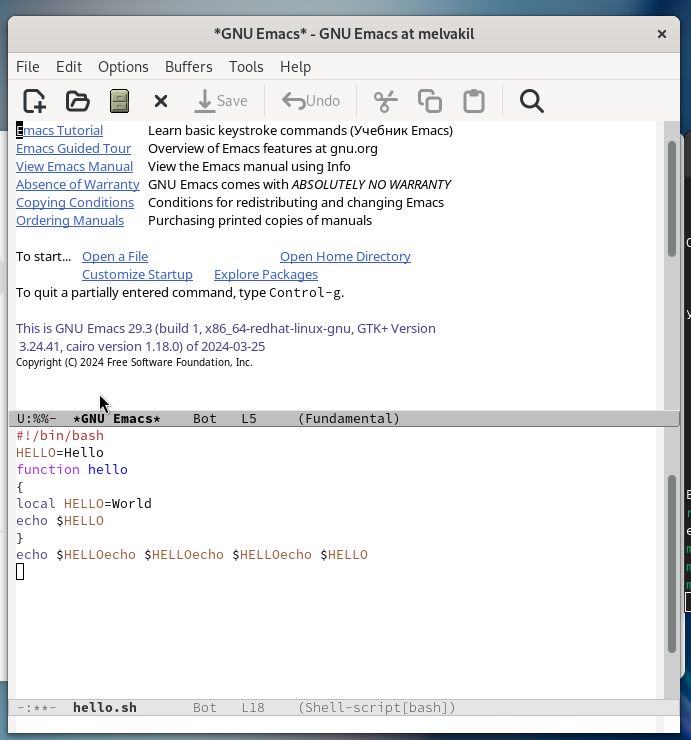 *GNU Emacs* - GNU Emacs at melvakil
File Edit Options Buffers Tools Help
Save Undo
Emacs Tutorial Learn basic keystroke commands (Учебник Emacs)
Emacs Guided Tour Overview of Emacs features at gnu.org
View Emacs Manual View the Emacs manual using Info
Absence of Warranty GNU Emacs comes with ABSOLUTELY NO WARRANTY
Copying Conditions Conditions for redistributing and changing Emacs
Ordering Manuals Purchasing printed copies of manuals
To start... Open a File Open Home Directory
Customize Startup Explore Packages
To quit a partially entered command, type Control-g.
This is GNU Emacs 29.3 (build 1, x86_64-redhat-linux-gnu, GTK+ Version
3.24.41, cairo version 1.18.0) of 2024-03-25
Copyright (C) 2024 Free Software Foundation, Inc.
U:%%- *GNU Emacs* Bot L5 (Fundamental)
#!/bin/bash
HELLO=Hello
function hello
{
local HELLO=World
echo $HELLO
}
echo $HELLOecho $HELLOecho $HELLOecho $HELLO
-:**- hello.sh Bot L18 (Shell-script[bash])